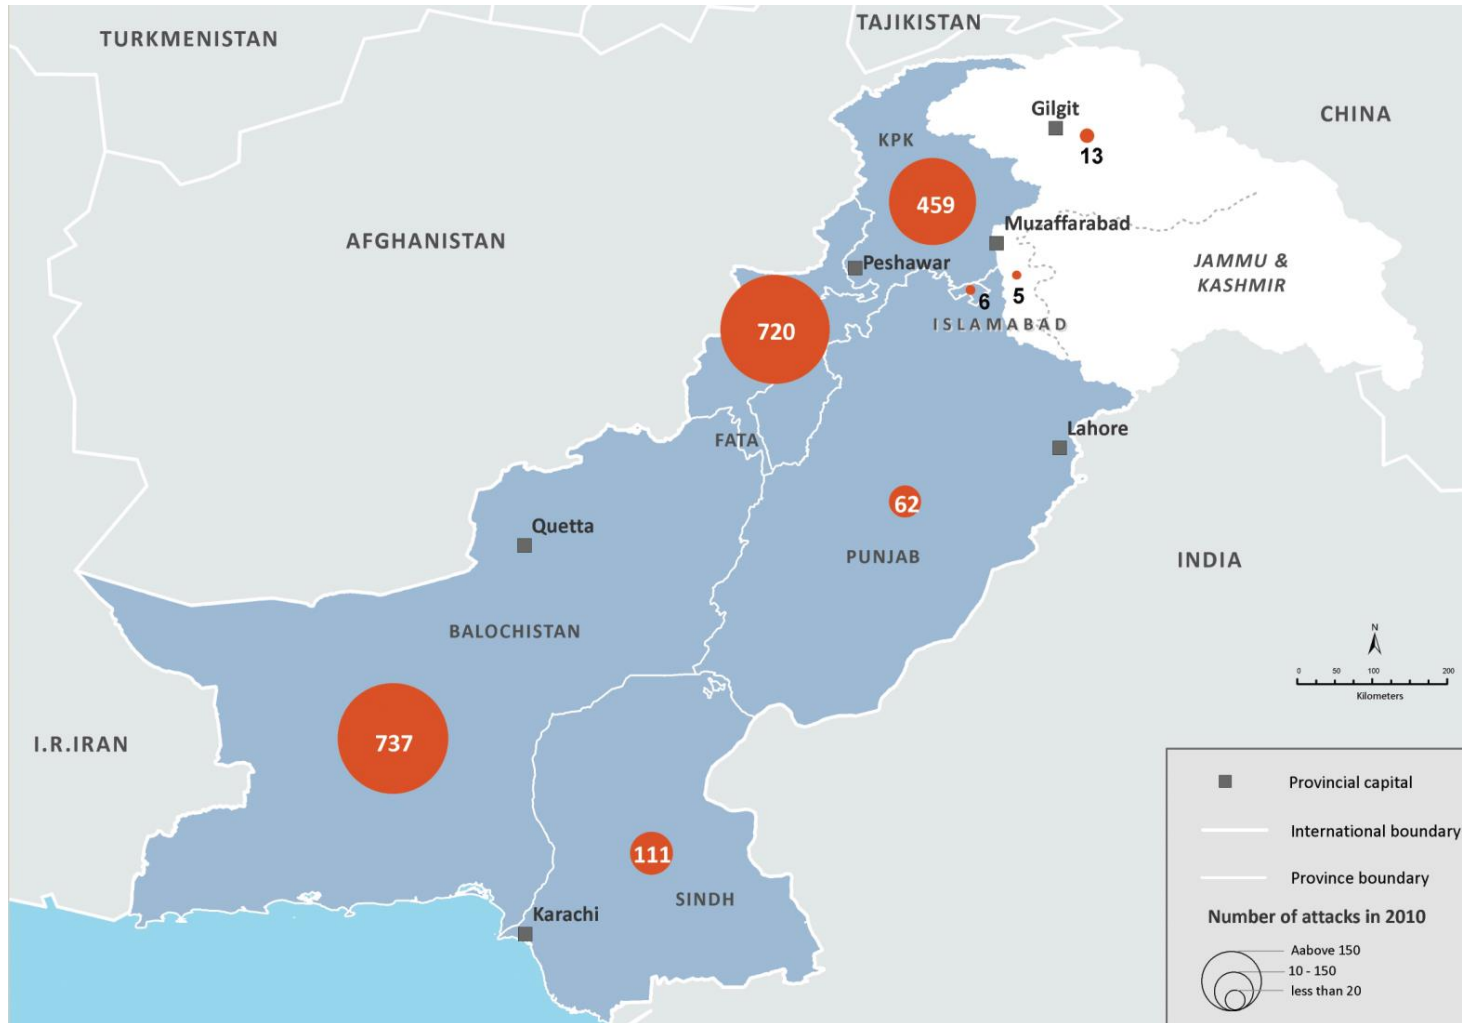 TAJIKISTAN
TURKMENISTAN
Gilgit
CHINA
13
KPK
459
Muzaffarabad
AFGHANISTAN
Peshawar
JAMMU &
KASHMIR
6
5
ISLAMABAD
720
Lahore
FATA
62
Quetta
PUNJAB
INDIA
BALOCHISTAN
N
0 50 100 200
Kilometers
737
I.R.IRAN
111
SINDH
Karachi
Provincial capital
International boundary
Province boundary
Number of attacks in 2010
Aabove 150
10 - 150
less than 20